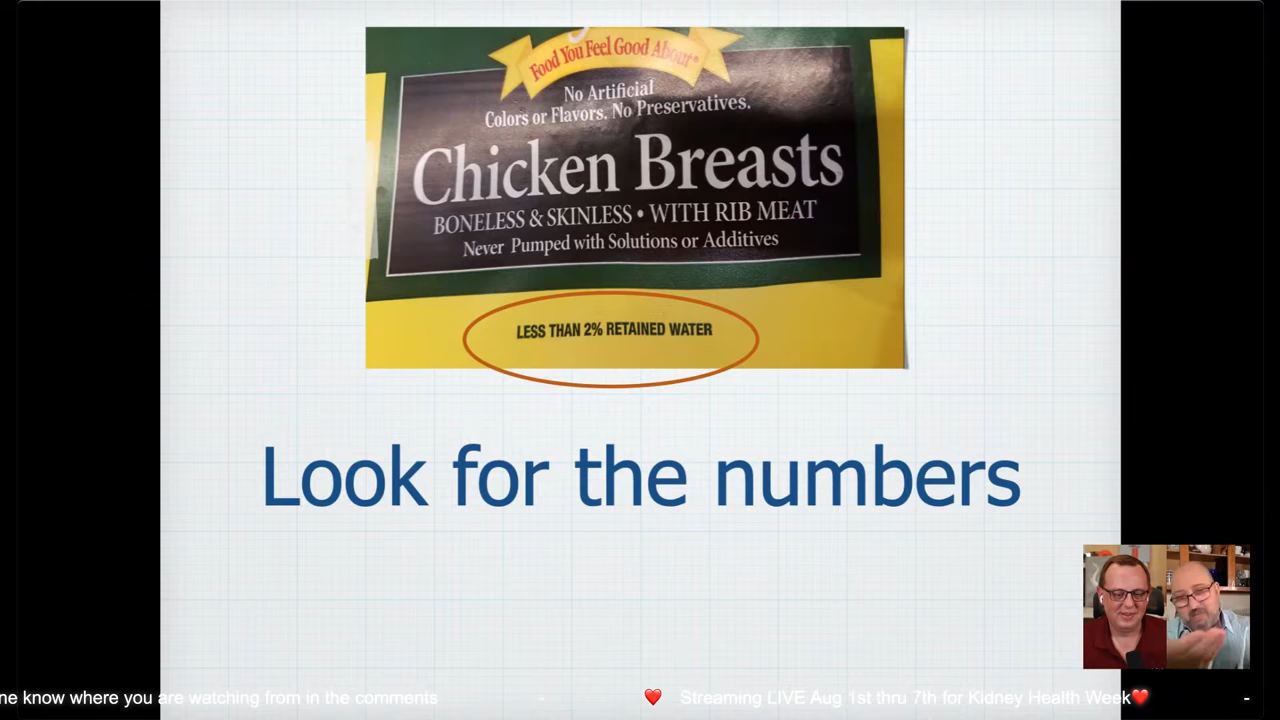 Food You Feel Good About®
No Artificial
Colors or Flavors. No Preservatives.
Chicken Breasts
BONELESS & SKINLESS • WITH RIB MEAT
Never Pumped with Solutions or Additives
LESS THAN 2% RETAINED WATER
Look for the numbers
know where you are watching from in the comments - ❤️ Streaming LIVE Aug 1st thru 7th for Kidney Health Week❤️ -